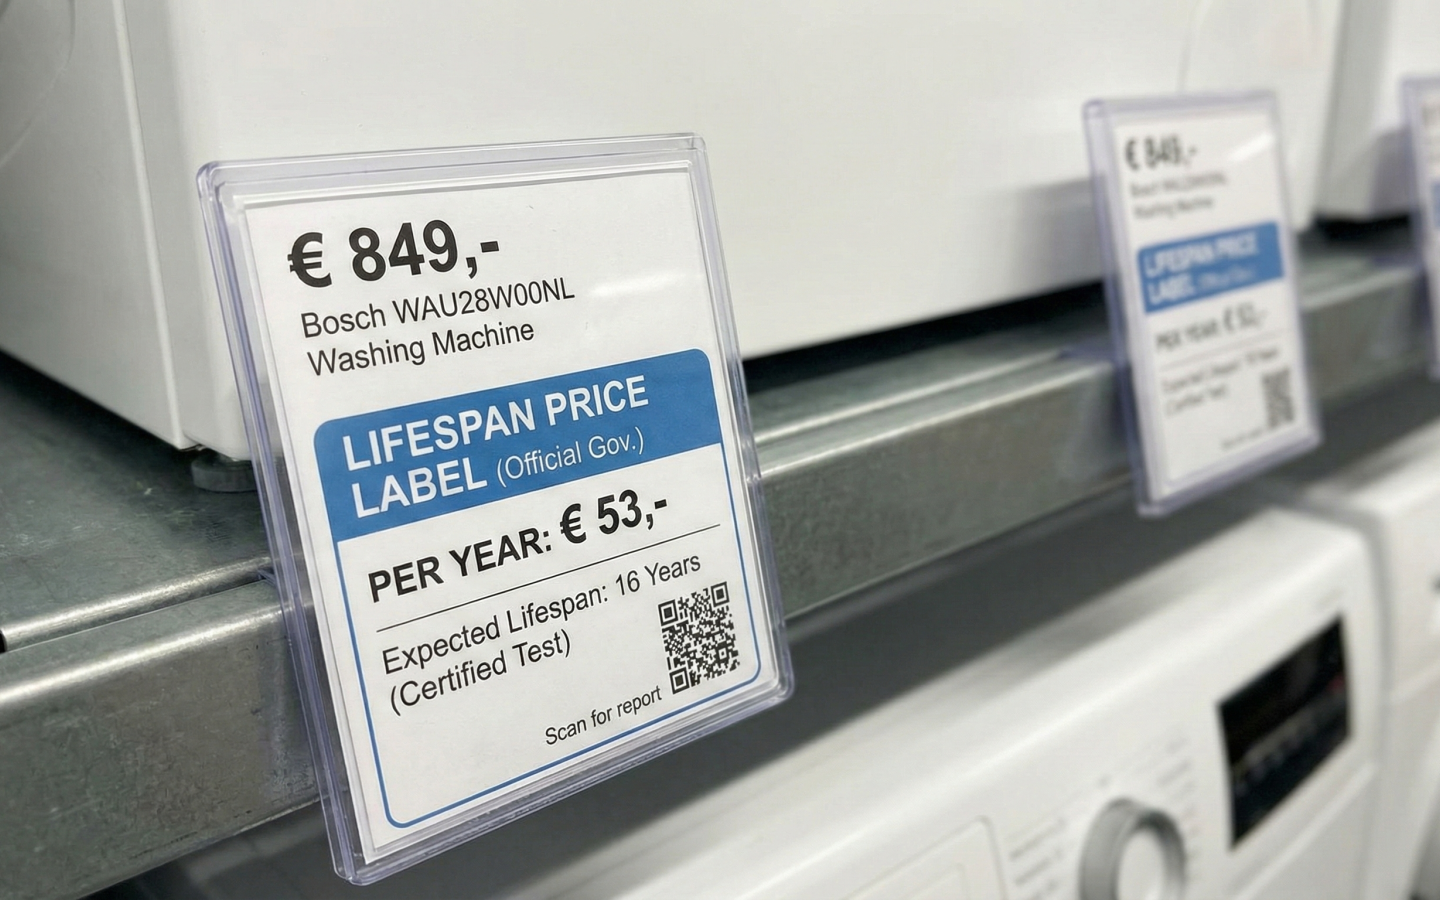 € 849,-
Bosch WAU28W00NL
Washing Machine
LIFESPAN PRICE
LABEL (Official Gov.)
PER YEAR: € 53,-
Expected Lifespan: 16 Years
(Certified Test)
Scan for report
€ 849,-
Washing Machine
LIFESPAN PRICE
LABEL
PER YEAR: €